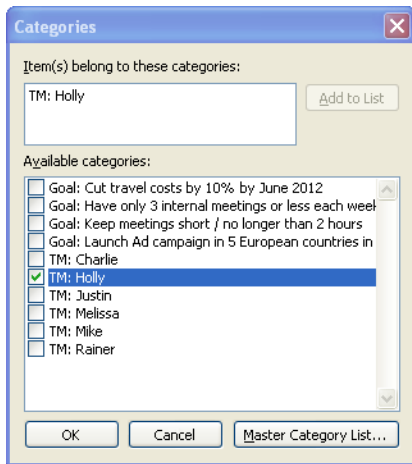 Categories
Item(s) belong to these categories:
TM: Holly
Add to List
Available categories:
Goal: Cut travel costs by 10% by June 2012
Goal: Have only 3 internal meetings or less each week
Goal: Keep meetings short / no longer than 2 hours
Goal: Launch Ad campaign in 5 European countries in
TM: Charlie
TM: Holly
TM: Justin
TM: Melissa
TM: Mike
TM: Rainer
OK
Cancel
Master Category List...